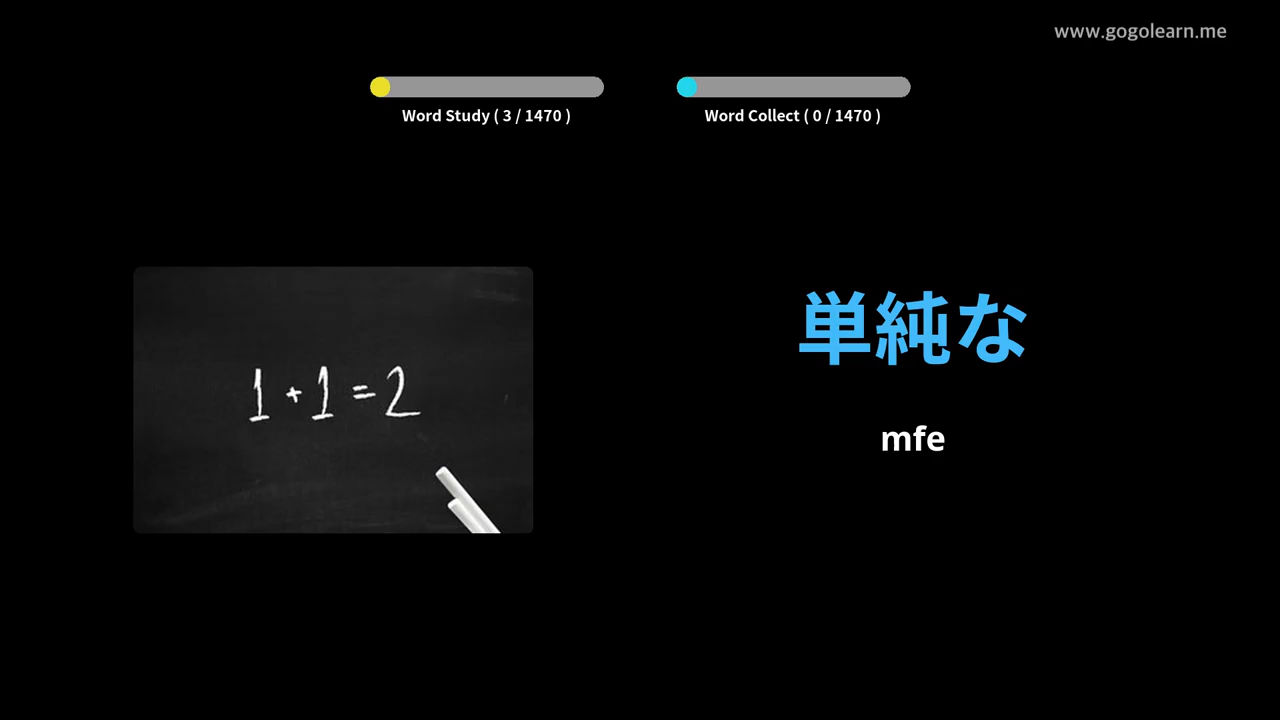 www.gogolearn.me
Word Study ( 3 / 1470 )
Word Collect ( 0 / 1470 )
1 + 1 = 2
単純な
mfe